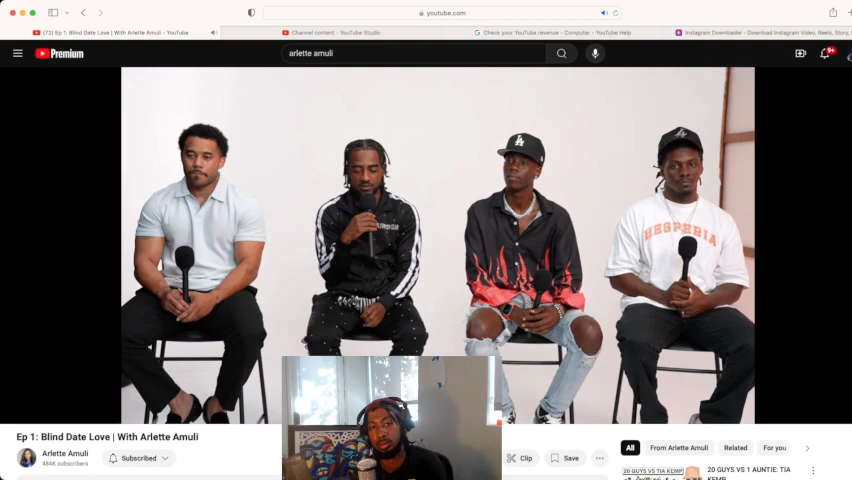 youtube.com
(72) Ep 1: Blind Date Love | With Arlette Amuli - YouTube
Channel content - YouTube Studio
Check your YouTube revenue - Computer - YouTube Help
Instagram Downloader - Download Instagram Video, Reels, Story,
Premium
arlette amuli
9+
LA
HESPERIA
Ep 1: Blind Date Love | With Arlette Amuli
Arlette Amuli
484K subscribers
Subscribed
Clip
Save
All
From Arlette Amuli
Related
For you
20 GUYS VS TIA KEMP
20 GUYS VS 1 AUNTIE: TIA
KEMP